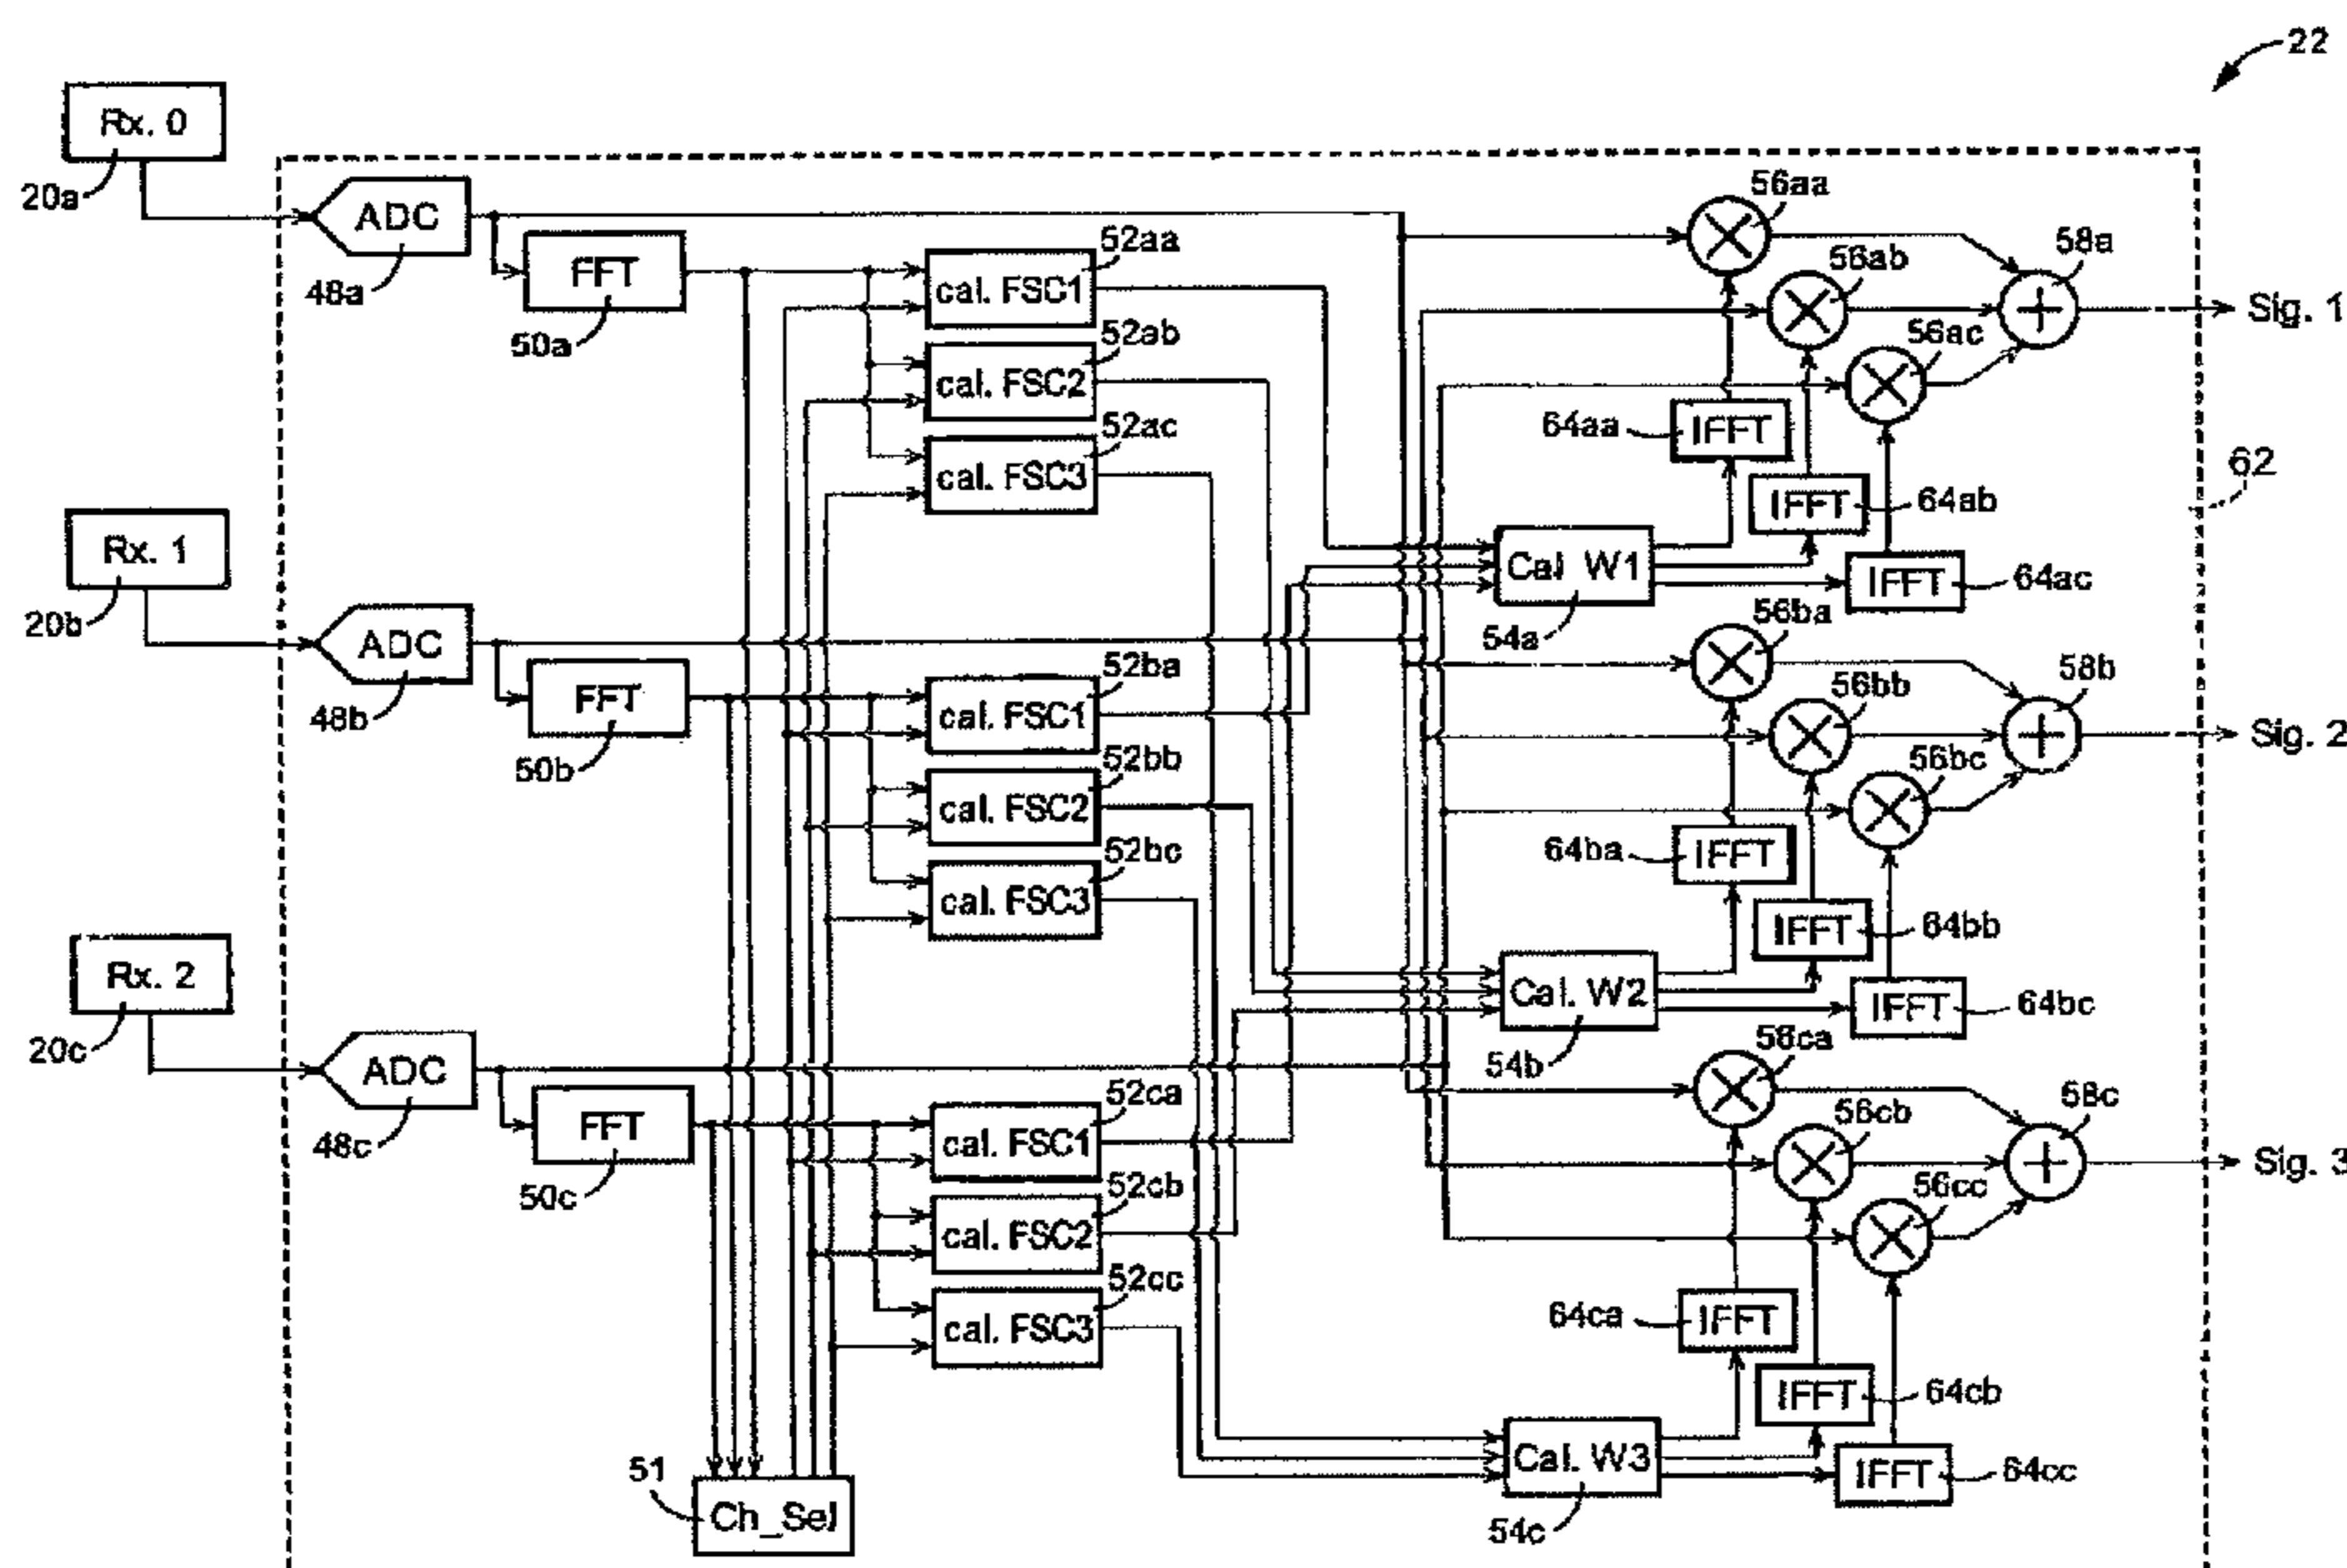 22
Rx. 0
20a
ADC
48a
FFT
50a
cal. FSC1
52aa
cal. FSC2
52ab
cal. FSC3
52ac
56aa
56ab
56ac
58a
Sig. 1
64aa
IFFT
IFFT
64ab
IFFT
64ac
62
Cal W1
54a
Rx. 1
20b
ADC
48b
FFT
50b
cal. FSC1
52ba
cal. FSC2
52bb
cal. FSC3
52bc
56ba
56bb
56bc
58b
Sig. 2
64ba
IFFT
IFFT
64bb
IFFT
64bc
Cal. W2
54b
Rx. 2
20c
ADC
48c
FFT
50c
cal. FSC1
52ca
cal. FSC2
52cb
cal. FSC3
52cc
56ca
56cb
56cc
58c
Sig. 3
64ca
IFFT
IFFT
64cb
IFFT
64cc
Cal. W3
54c
51
Ch_Sel